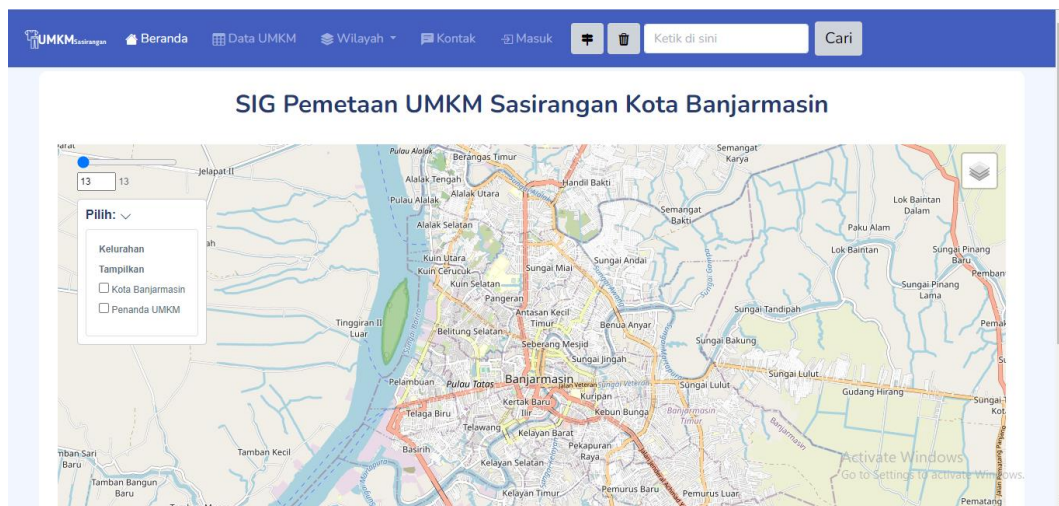 UMKM Sasirangan Beranda Data UMKM Wilayah Kontak Masuk Ketik di sini Cari
SIG Pemetaan UMKM Sasirangan Kota Banjarmasin
13 13
Pilih:
Kelurahan
Tampilkan
Kota Banjarmasin
Penanda UMKM
Pulau Alalak
Berangas Timur
Semangat
Karya
Jelapat II
Alalak Tengah
Handil Bakti
Pulau Alalak
Alalak Utara
Lok Baintan
Dalam
Semangat
Bakti
Alalak Selatan
Paku Alam
Kuin Utara
Lok Baintan
Sungai Pinang
Baru
Kuin Cerucuk
Sungai Miai
Sungai Andai
Kuin Selatan
Sungai Pinang
Lama
Pangeran
Antasan Kecil
Timur
Sungai Tandipah
Tinggiran II
Luar
Belitung Selatan
Benua Anyar
Seberang Mesjid
Sungai Bakung
Sungai Jingah
Pelambuan
Pulau Tatas
Banjarmasin
Jalan Veteran
Sungai Veteran
Sungai Lulut
Sungai Lulut
Gudang Hirang
Kertak Baru
Ilir
Kuripan
Telaga Biru
Kebun Bunga
Banjarmasin
Timur
Telawang
Kelayan Barat
Tamban Kecil
Basirih
Pekapuran
Raya
Kelayan Selatan
Tamban Bangun
Baru
Kelayan Timur
Pemurus Baru
Pemurus Luar
Pematang
Activate Windows
Go to Settings to activate Windows.